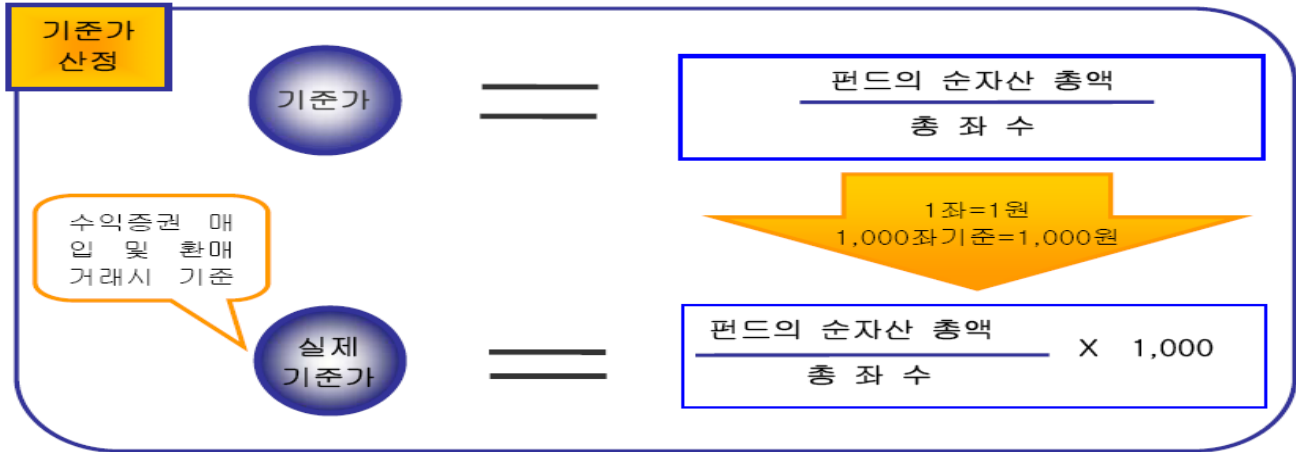 기준가
산정
기준가
펀드의 순자산 총액
총 좌 수
1좌=1원
1,000좌기준=1,000원
수익증권 매
입 및 환매
거래시 기준
실제
기준가
펀드의 순자산 총액
총 좌 수
X 1,000